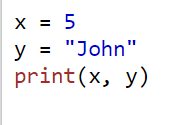 x = 5
y = "John"
print(x, y)